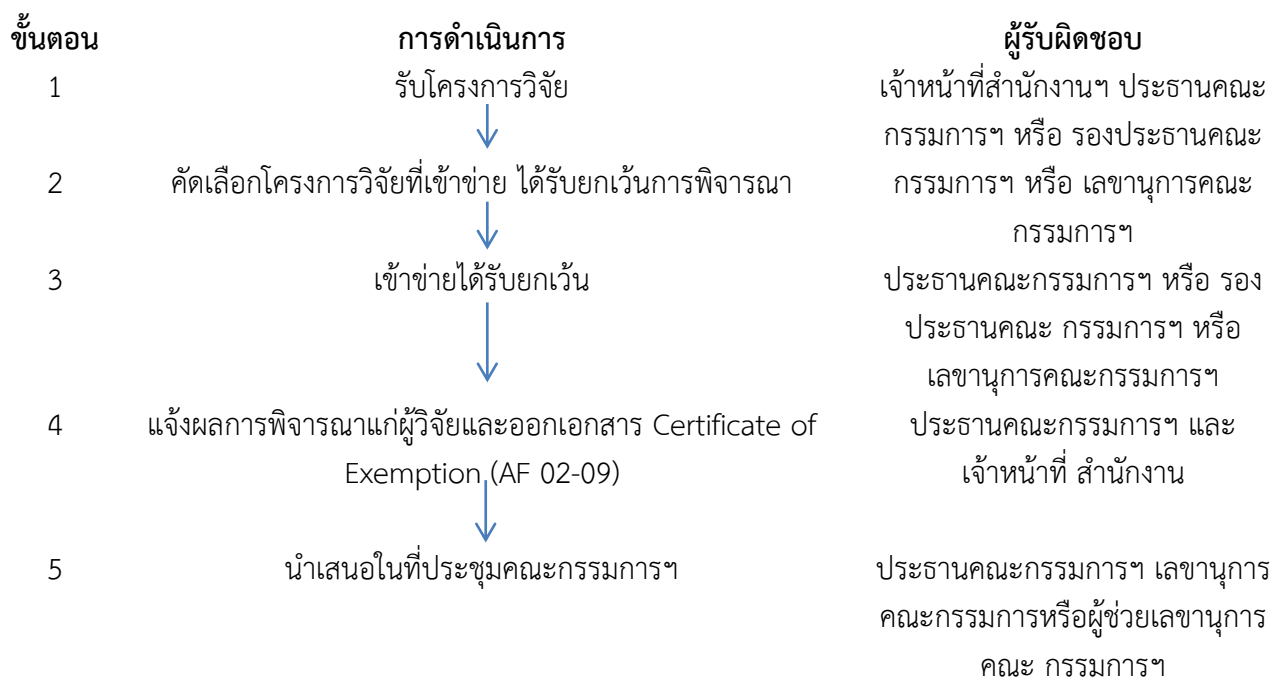 ขั้นตอน การดำเนินการ ผู้รับผิดชอบ
1 รับโครงการวิจัย เจ้าหน้าที่สำนักงานฯ ประธานคณะ
กรรมการฯ หรือ รองประธานคณะ
2 คัดเลือกโครงการวิจัยที่เข้าข่าย ได้รับยกเว้นการพิจารณา กรรมการฯ หรือ เลขานุการคณะ
กรรมการฯ
3 เข้าข่ายได้รับยกเว้น ประธานคณะกรรมการฯ หรือ รอง
ประธานคณะ กรรมการฯ หรือ
เลขานุการคณะกรรมการฯ
4 แจ้งผลการพิจารณาแก่ผู้วิจัยและออกเอกสาร Certificate of ประธานคณะกรรมการฯ และ
Exemption (AF 02-09) เจ้าหน้าที่ สำนักงาน
5 นำเสนอในที่ประชุมคณะกรรมการฯ ประธานคณะกรรมการฯ เลขานุการ
คณะกรรมการหรือผู้ช่วยเลขานุการ
คณะ กรรมการฯ